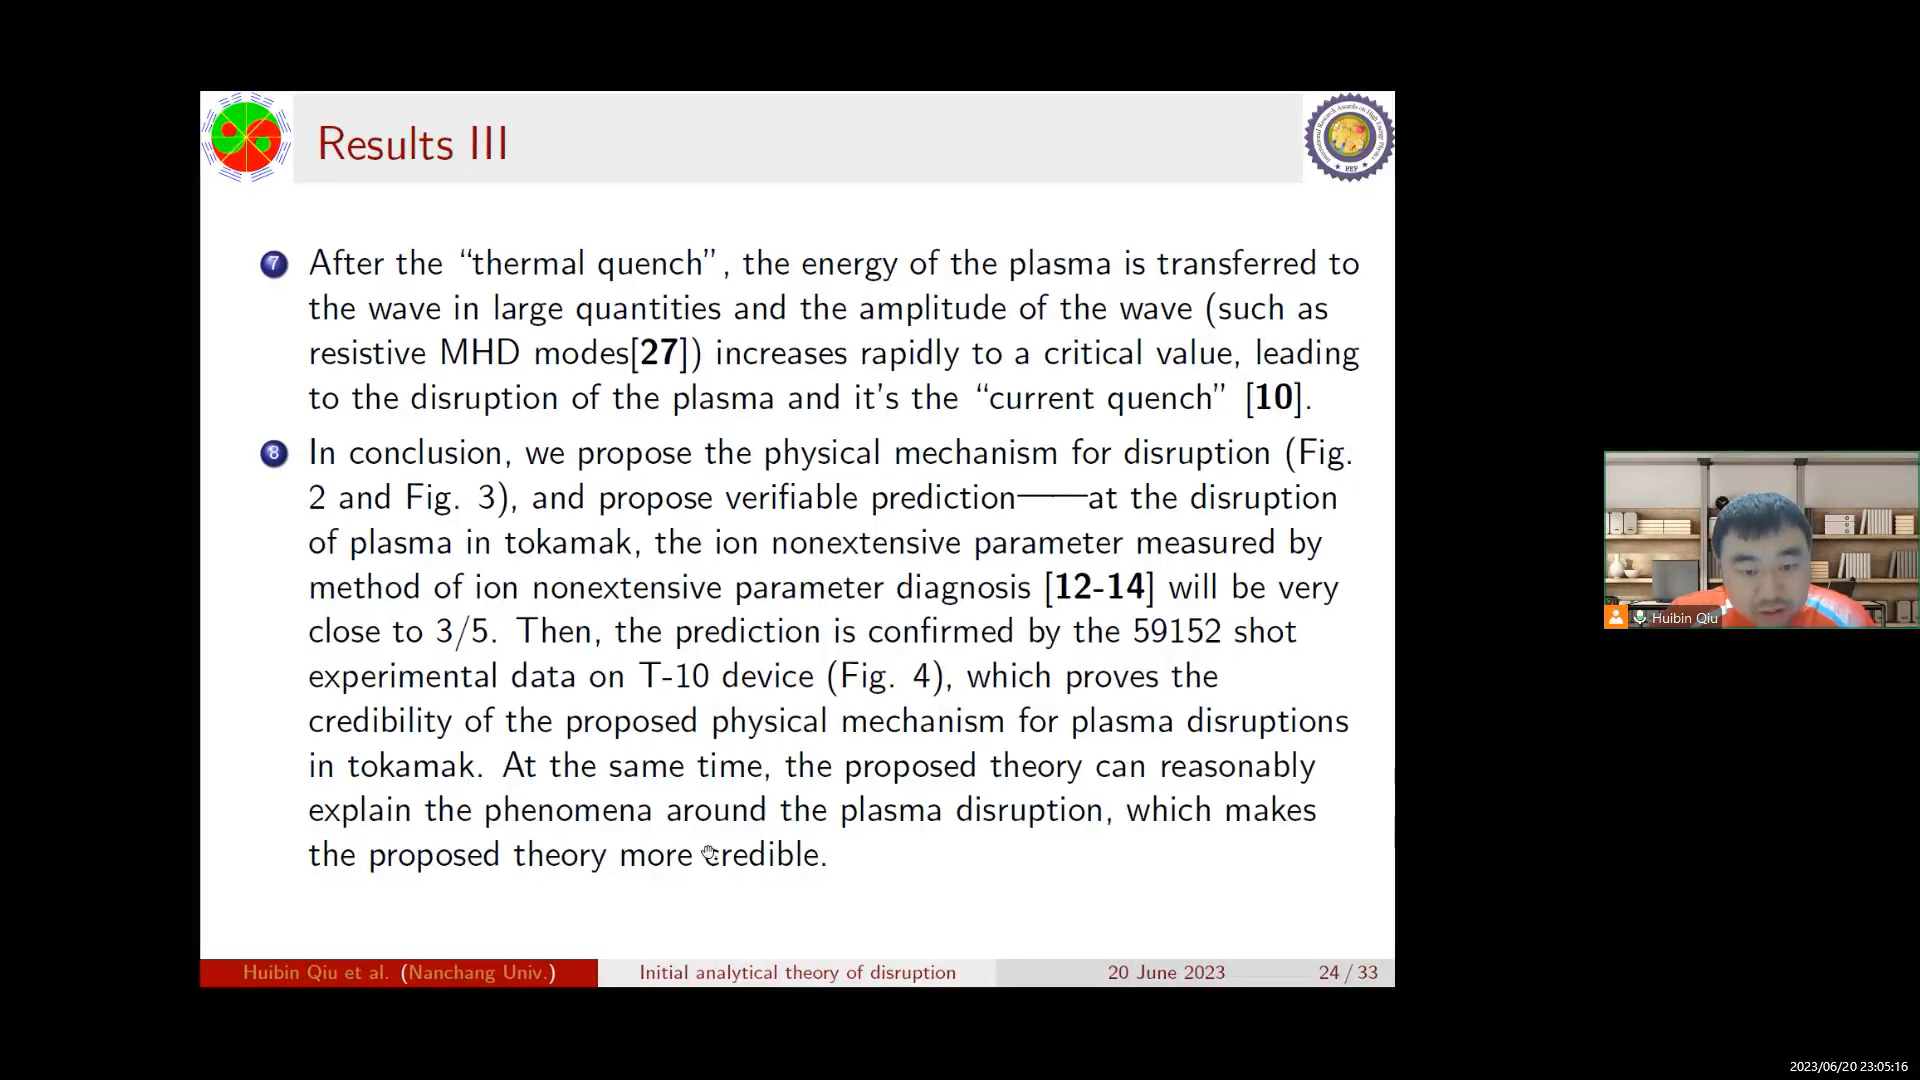 Results III
International Research Awards on High Energy Physics
★ HEP ★
7 After the “thermal quench”, the energy of the plasma is transferred to
the wave in large quantities and the amplitude of the wave (such as
resistive MHD modes[27]) increases rapidly to a critical value, leading
to the disruption of the plasma and it's the “current quench” [10].
8 In conclusion, we propose the physical mechanism for disruption (Fig.
2 and Fig. 3), and propose verifiable prediction——at the disruption
of plasma in tokamak, the ion nonextensive parameter measured by
method of ion nonextensive parameter diagnosis [12-14] will be very
close to 3/5. Then, the prediction is confirmed by the 59152 shot
experimental data on T-10 device (Fig. 4), which proves the
credibility of the proposed physical mechanism for plasma disruptions
in tokamak. At the same time, the proposed theory can reasonably
explain the phenomena around the plasma disruption, which makes
the proposed theory more credible.
Huibin Qiu
Huibin Qiu et al. (Nanchang Univ.) Initial analytical theory of disruption 20 June 2023 24 / 33
2023/06/20 23:05:16